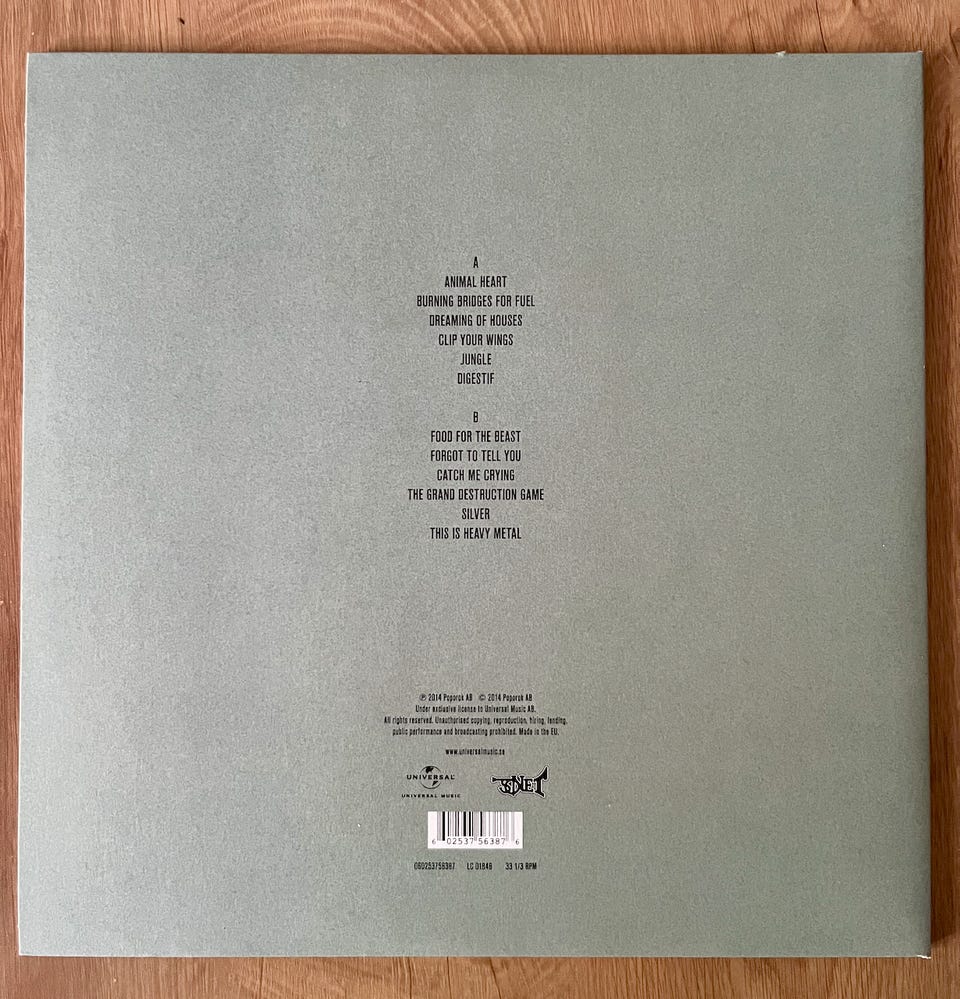 A
ANIMAL HEART
BURNING BRIDGES FOR FUEL
DREAMING OF HOUSES
CLIP YOUR WINGS
JUNGLE
DIGESTIF
B
FOOD FOR THE BEAST
FORGOT TO TELL YOU
CATCH ME CRYING
THE GRAND DESTRUCTION GAME
SILVER
THIS IS HEAVY METAL
℗ 2014 Poporok AB © 2014 Poporok AB
Under exclusive license to Universal Music AB.
All rights reserved. Unauthorised copying, reproduction, hiring, lending,
public performance and broadcasting prohibited. Made in the EU.
www.universalmusic.se
UNIVERSAL
UNIVERSAL MUSIC
6 02537 56387 6
060253756387 LC 01846 33 1/3 RPM